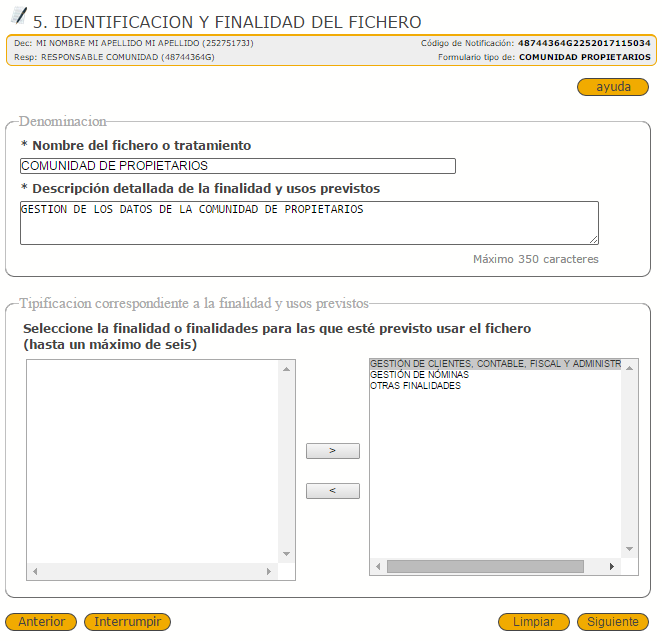 5. IDENTIFICACION Y FINALIDAD DEL FICHERO
Dec: MI NOMBRE MI APELLIDO MI APELLIDO (25275173J) Código de Notificación: 48744364G2252017115034
Resp: RESPONSABLE COMUNIDAD (48744364G) Formulario tipo de: COMUNIDAD PROPIETARIOS
ayuda
Denominacion
* Nombre del fichero o tratamiento
COMUNIDAD DE PROPIETARIOS
* Descripción detallada de la finalidad y usos previstos
GESTION DE LOS DATOS DE LA COMUNIDAD DE PROPIETARIOS
Máximo 350 caracteres
Tipificacion correspondiente a la finalidad y usos previstos
Seleccione la finalidad o finalidades para las que esté previsto usar el fichero
(hasta un máximo de seis)
GESTIÓN DE CLIENTES, CONTABLE, FISCAL Y ADMINISTR
GESTIÓN DE NÓMINAS
OTRAS FINALIDADES
>
<
Anterior Interrumpir Limpiar Siguiente